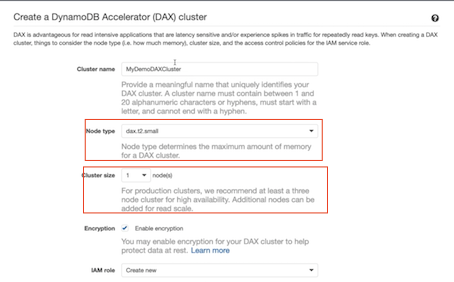 Create a DynamoDB Accelerator (DAX) cluster
DAX is advantageous for read intensive applications that are latency sensitive and/or experience spikes in traffic for repeatedly read keys. When creating a DAX
cluster, things to consider the node type (i.e. how much memory), cluster size, and the access control policies for the IAM service role.
Cluster name MyDemoDAXCluster
Provide a meaningful name that uniquely identifies your
DAX cluster. A cluster name must contain between 1 and
20 alphanumeric characters or hyphens, must start with a
letter, and cannot end with a hyphen.
Node type dax.t2.small
Node type determines the maximum amount of memory
for a DAX cluster.
Cluster size 1 node(s)
For production clusters, we recommend at least a three
node cluster for high availability. Additional nodes can be
added for read scale.
Encryption Enable encryption
You may enable encryption for your DAX cluster to help
protect data at rest. Learn more
IAM role Create new